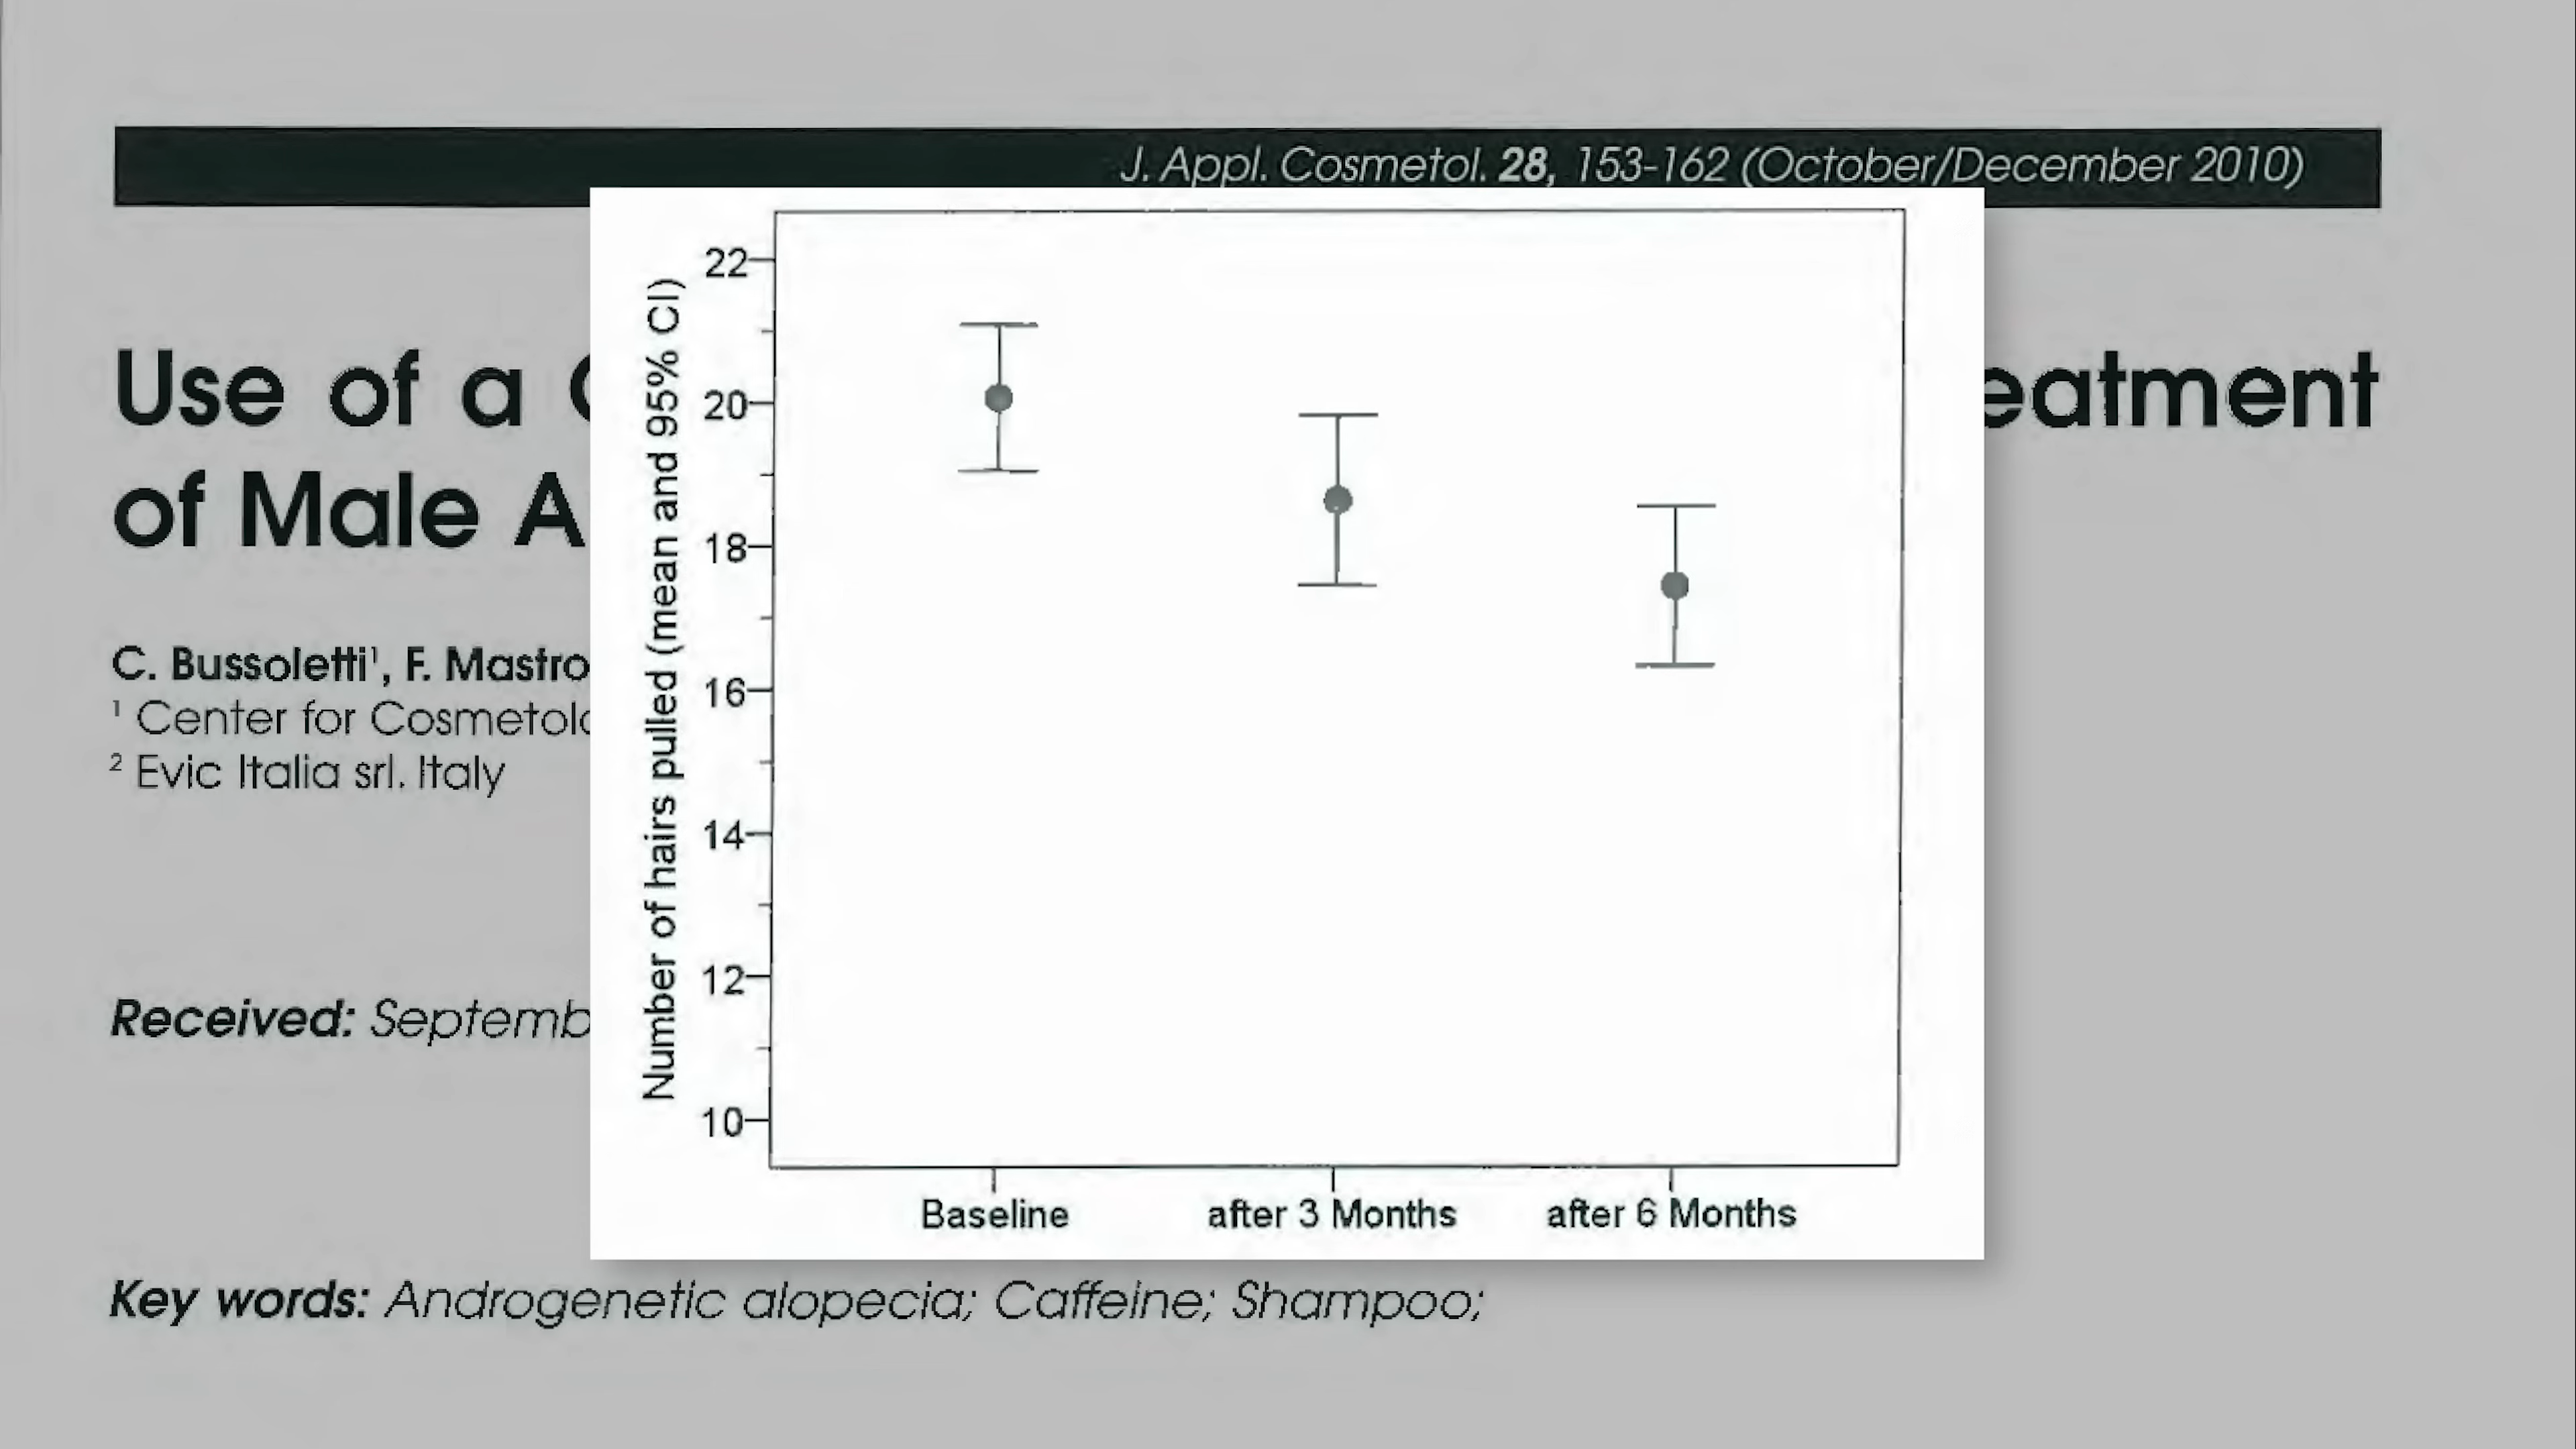 J. Appl. Cosmetol. 28, 153-162 (October/December 2010)
Use of a
eatment
of Male A
C. Bussoletti¹, F. Mastro
¹ Center for Cosmetolo
² Evic Italia srl. Italy
Received: Septemb
Key words: Androgenetic alopecia; Caffeine; Shampoo;
Number of hairs pulled (mean and 95% CI)
22
20
18
16
14
12
10
Baseline
after 3 Months
after 6 Months